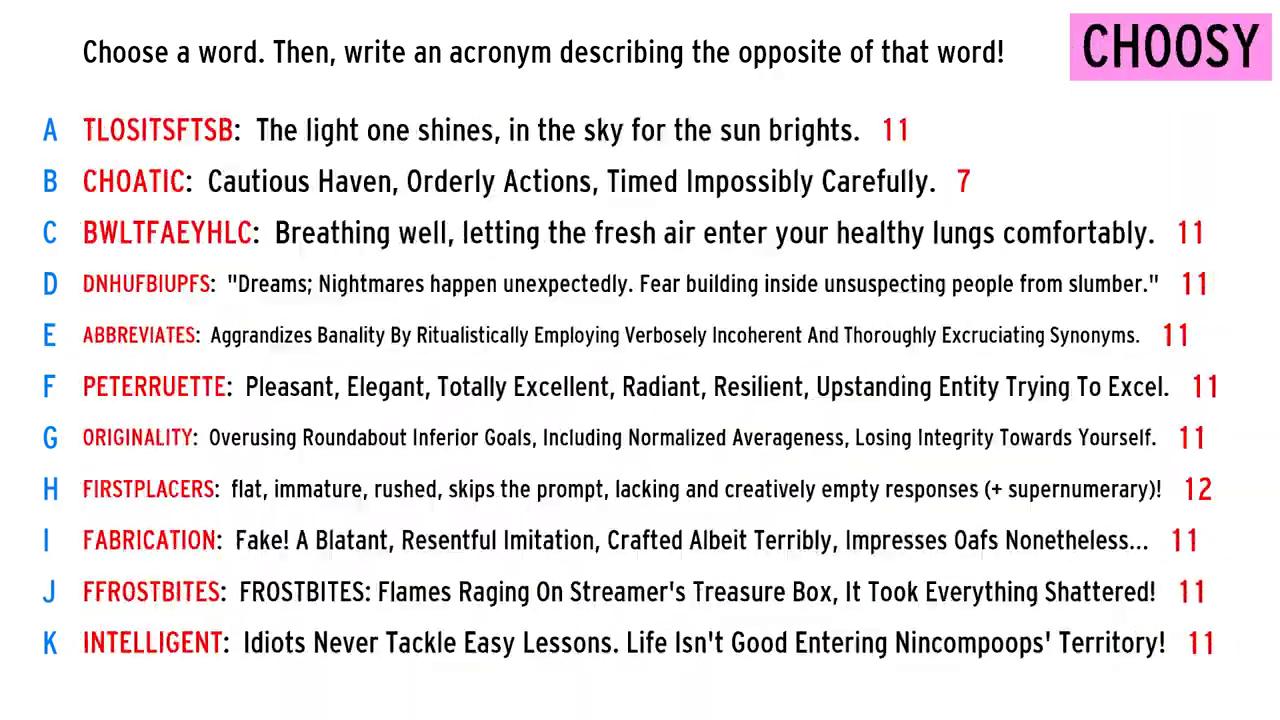 Choose a word. Then, write an acronym describing the opposite of that word!
CHOOSY
A TLOSITSFTSB: The light one shines, in the sky for the sun brights. 11
B CHOATIC: Cautious Haven, Orderly Actions, Timed Impossibly Carefully. 7
C BWLTFAEYHLC: Breathing well, letting the fresh air enter your healthy lungs comfortably. 11
D DNHUFBIUPFS: "Dreams; Nightmares happen unexpectedly. Fear building inside unsuspecting people from slumber." 11
E ABBREVIATES: Aggrandizes Banality By Ritualistically Employing Verbosely Incoherent And Thoroughly Excruciating Synonyms. 11
F PETERRUETTE: Pleasant, Elegant, Totally Excellent, Radiant, Resilient, Upstanding Entity Trying To Excel. 11
G ORIGINALITY: Overusing Roundabout Inferior Goals, Including Normalized Averageness, Losing Integrity Towards Yourself. 11
H FIRSTPLACERS: flat, immature, rushed, skips the prompt, lacking and creatively empty responses (+ supernumerary)! 12
I FABRICATION: Fake! A Blatant, Resentful Imitation, Crafted Albeit Terribly, Impresses Oafs Nonetheless... 11
J FFROSTBITES: FROSTBITES: Flames Raging On Streamer's Treasure Box, It Took Everything Shattered! 11
K INTELLIGENT: Idiots Never Tackle Easy Lessons. Life Isn't Good Entering Nincompoops' Territory! 11